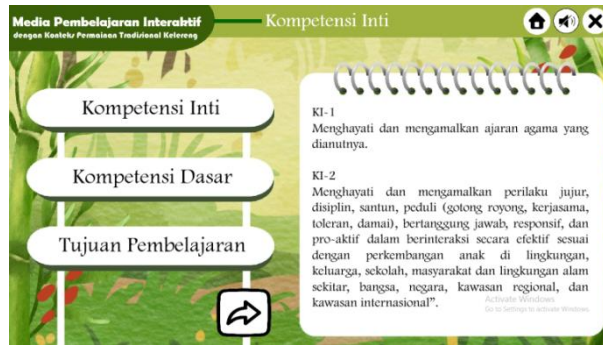 Media Pembelajaran Interaktif
dengan Konteks Permainan Tradisional Kelereng
Kompetensi Inti
Kompetensi Inti
Kompetensi Dasar
Tujuan Pembelajaran
KI-1
Menghayati dan mengamalkan ajaran agama yang
dianutnya.
KI-2
Menghayati dan mengamalkan perilaku jujur,
disiplin, santun, peduli (gotong royong, kerjasama,
toleran, damai), bertanggung jawab, responsif, dan
pro-aktif dalam berinteraksi secara efektif sesuai
dengan perkembangan anak di lingkungan,
keluarga, sekolah, masyarakat dan lingkungan alam
sekitar, bangsa, negara, kawasan regional, dan
kawasan internasional”.
Activate Windows
Go to Settings to activate Windows.